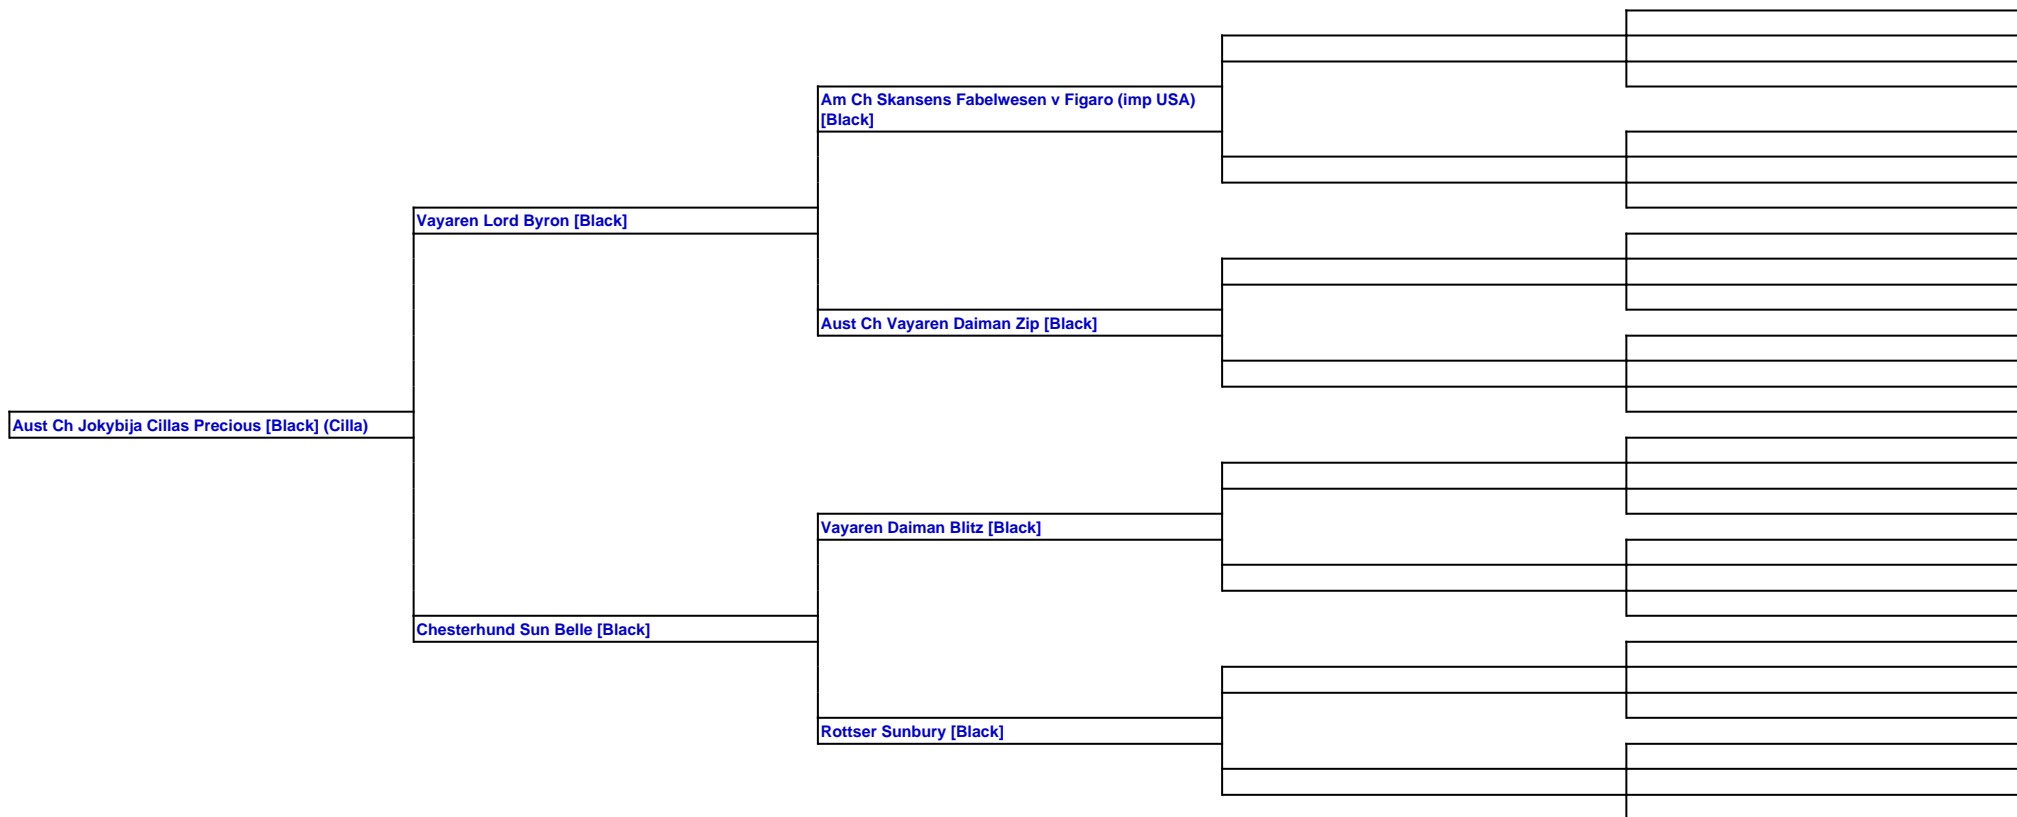 Am Ch Skansens Fabelwesen v Figaro (imp USA)
[Black]
Vayaren Lord Byron [Black]
Aust Ch Vayaren Daiman Zip [Black]
Aust Ch Jokybija Cillas Precious [Black] (Cilla)
Vayaren Daiman Blitz [Black]
Chesterhund Sun Belle [Black]
Rottser Sunbury [Black]